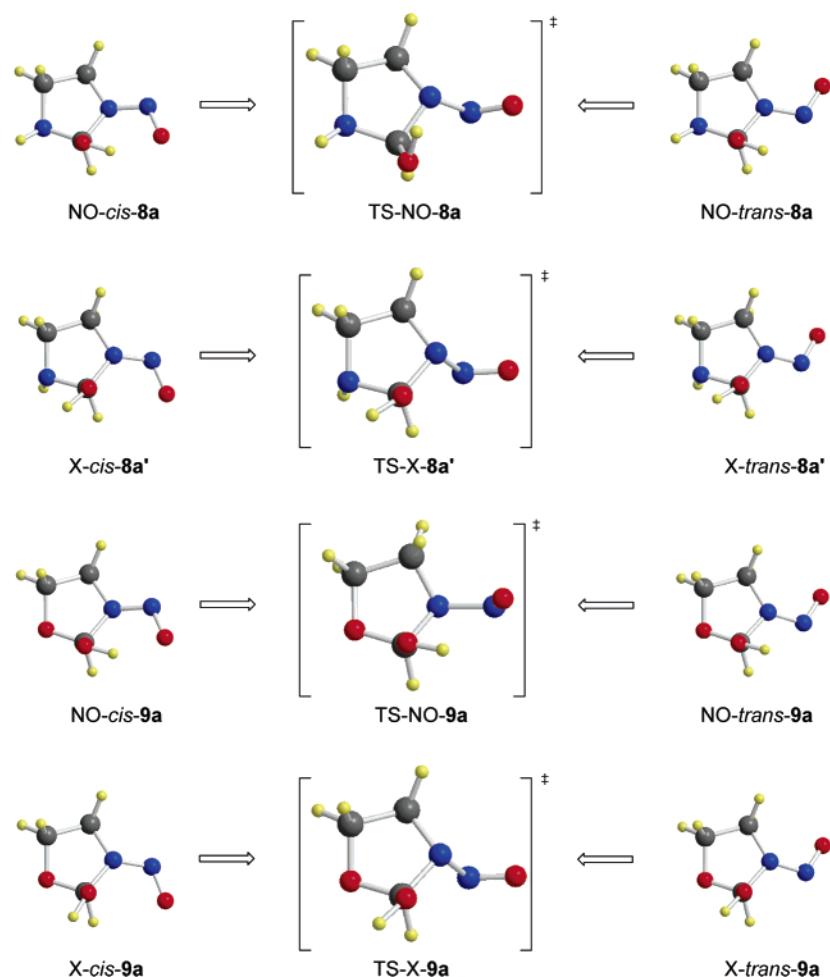 ‡
NO-cis-8a
TS-NO-8a
NO-trans-8a
‡
X-cis-8a'
TS-X-8a'
X-trans-8a'
‡
NO-cis-9a
TS-NO-9a
NO-trans-9a
‡
X-cis-9a
TS-X-9a
X-trans-9a